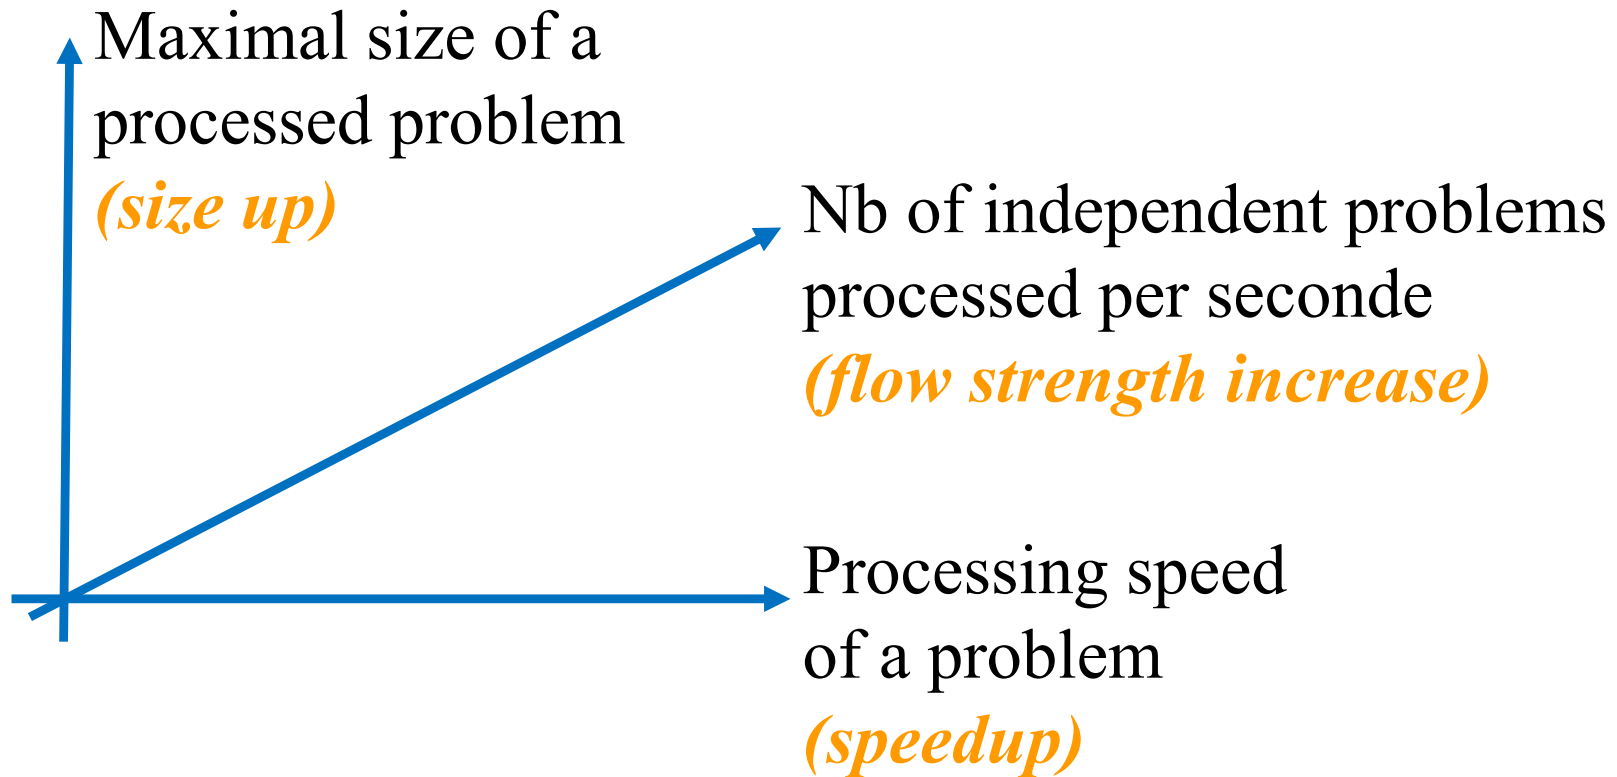 Maximal size of a
processed problem
(size up)
Nb of independent problems
processed per seconde
(flow strength increase)
Processing speed
of a problem
(speedup)